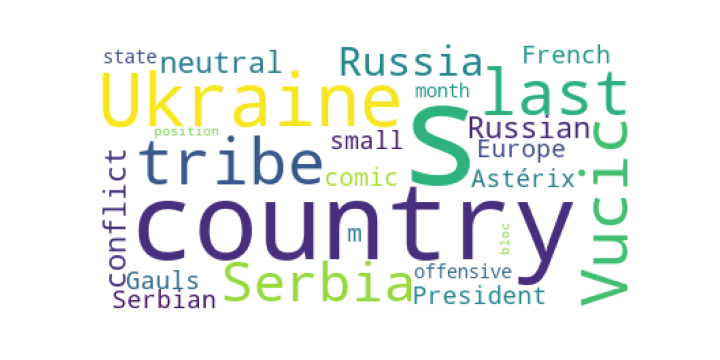 state
neutral
Russia
French
Ukraine
month
last
position
s
small
Russian
Europe
tribe
comic
Astérix
conflict
country
m
bloc
Vucic
Gauls
Serbia
offensive
Serbian
President